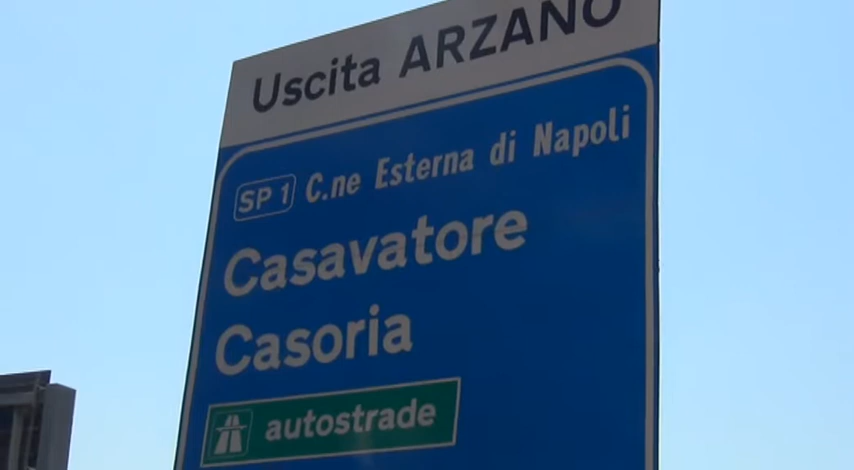 Uscita ARZANO
SP 1 C.ne Esterna di Napoli
Casavatore
Casoria
autostrade